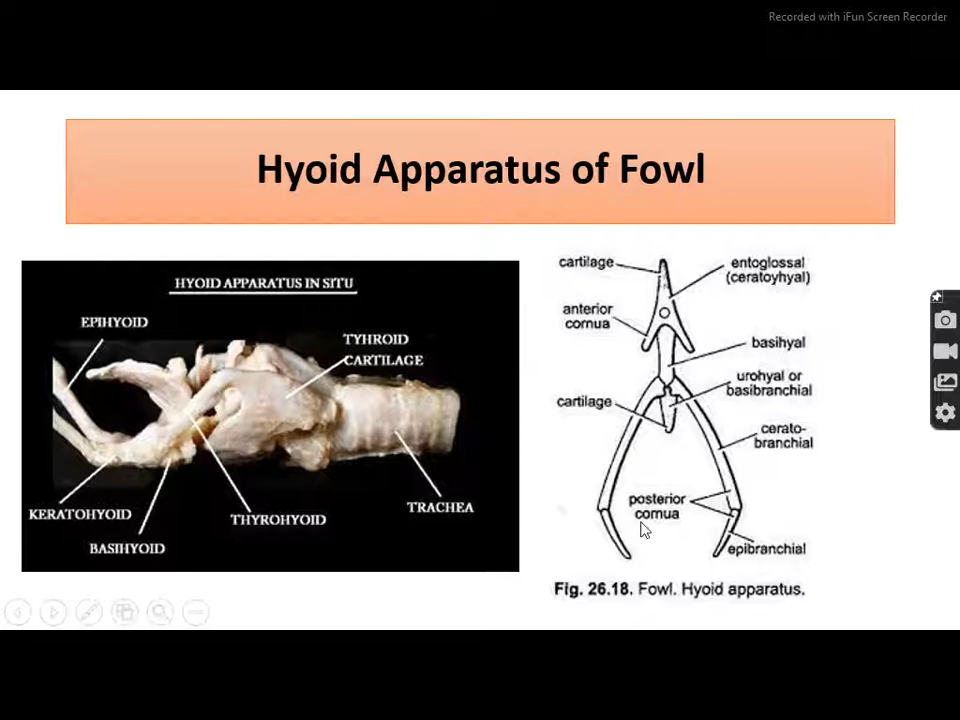 Recorded with iFun Screen Recorder
Hyoid Apparatus of Fowl
HYOID APPARATUS IN SITU
EPIHYOID
TYHROID
CARTILAGE
KERATOHYOID
BASIHYOID
THYROHYOID
TRACHEA
cartilage
entoglossal
(ceratoyhyal)
anterior
cornua
basihyal
urohyal or
basibranchial
cartilage
cerato-
branchial
posterior
cornua
epibranchial
Fig. 26.18. Fowl. Hyoid apparatus.